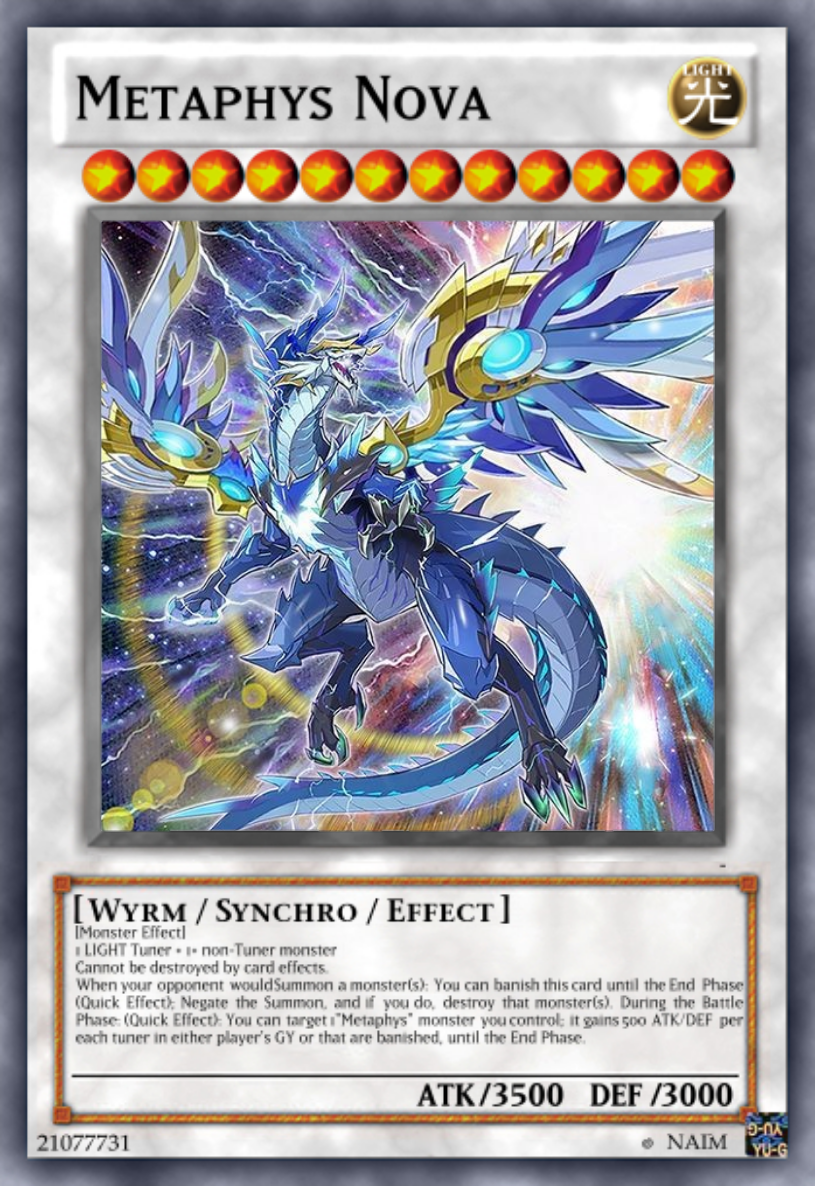 METAPHYS NOVA
LIGHT
光
[ WYRM / SYNCHRO / EFFECT ]
[Monster Effect]
1 LIGHT Tuner + 1+ non-Tuner monster
Cannot be destroyed by card effects.
When your opponent wouldSummon a monster(s): You can banish this card until the End Phase
(Quick Effect); Negate the Summon, and if you do, destroy that monster(s). During the Battle
Phase: (Quick Effect): You can target 1 "Metaphys" monster you control; it gains 500 ATK/DEF per
each tuner in either player's GY or that are banished, until the End Phase.
ATK/3500 DEF/3000
21077731
® NAIM
YU-G
YU-G